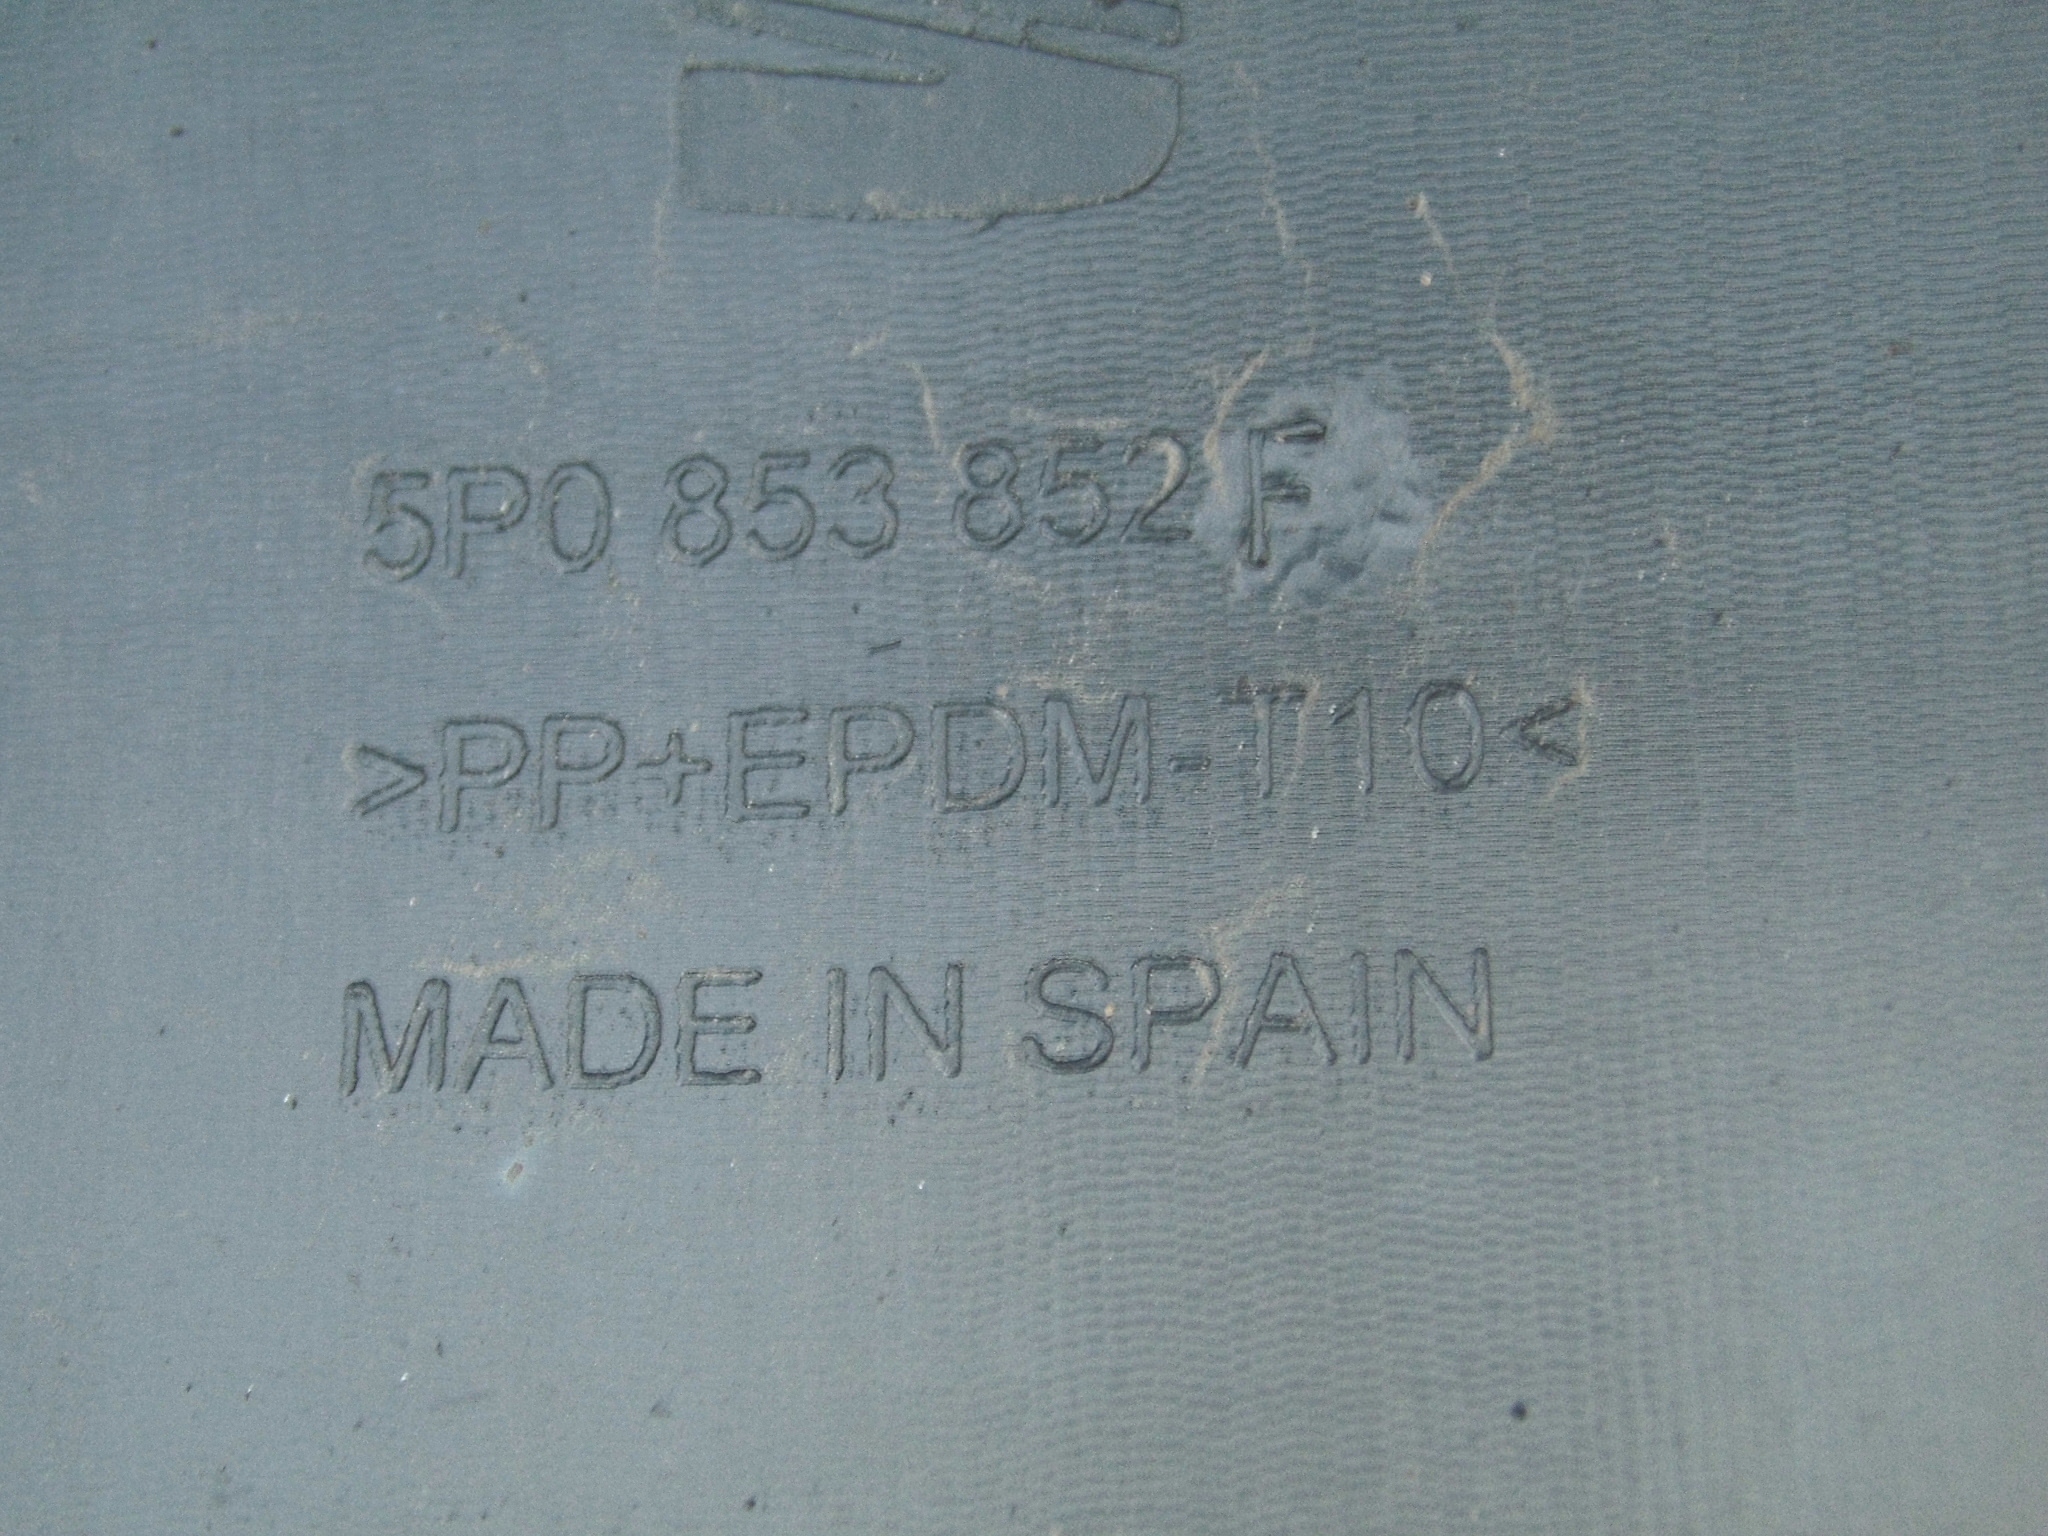 5P0 853 852 F
>PP+EPDM-T10<
MADE IN SPAIN